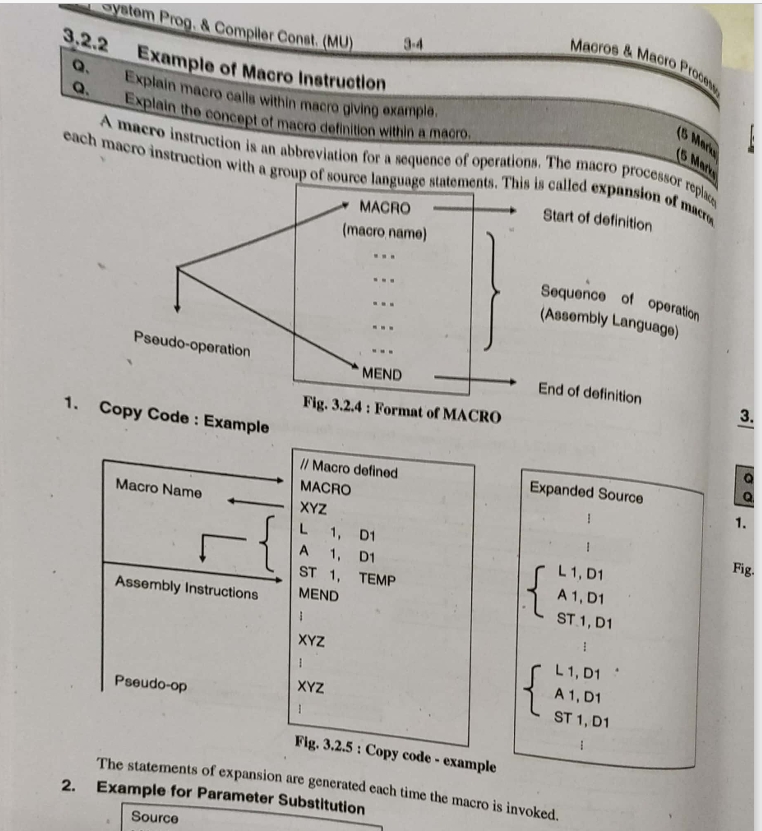 System Prog. & Compiler Const. (MU) 3-4 Macros & Macro Process
3.2.2 Example of Macro Instruction
Q. Explain macro calls within macro giving example. (5 Marks
Q. Explain the concept of macro definition within a macro. (5 Marks
A macro instruction is an abbreviation for a sequence of operations. The macro processor replaces
each macro instruction with a group of source language statements. This is called expansion of macro
MACRO
Start of definition
(macro name)
...
...
...
...
...
Sequence of operation
(Assembly Language)
Pseudo-operation
MEND
End of definition
Fig. 3.2.4 : Format of MACRO
1. Copy Code : Example
Macro Name
Assembly Instructions
Pseudo-op
// Macro defined
MACRO
XYZ
L 1, D1
A 1, D1
ST 1, TEMP
MEND
⋮
XYZ
⋮
XYZ
⋮
Expanded Source
⋮
⋮
L 1, D1
A 1, D1
ST 1, D1
⋮
L 1, D1
A 1, D1
ST 1, D1
⋮
Fig. 3.2.5 : Copy code - example
The statements of expansion are generated each time the macro is invoked.
2. Example for Parameter Substitution
Source
3.
Q
Q
1.
Fig.